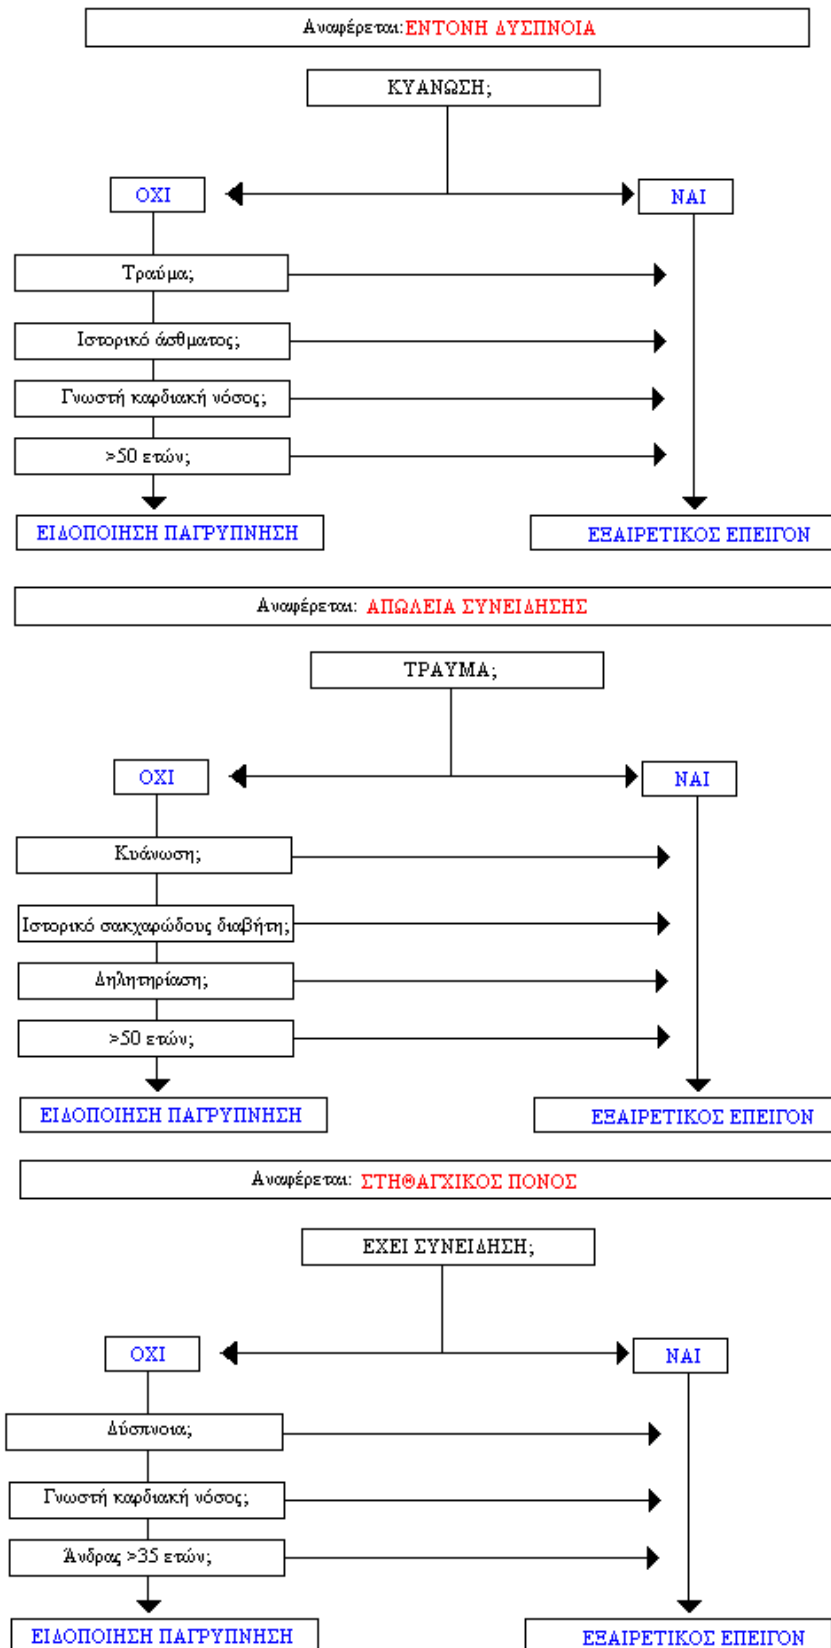 Αναφέρεται: ΕΝΤΟΝΗ ΔΥΣΠΝΟΙΑ
ΚΥΑΝΩΣΗ;
ΟΧΙ
ΝΑΙ
Τραύμα;
Ιστορικό άσθματος;
Γνωστή καρδιακή νόσος;
>50 ετών;
ΕΙΔΟΠΟΙΗΣΗ ΠΑΓΡΥΠΝΗΣΗ
ΕΞΑΙΡΕΤΙΚΟΣ ΕΠΕΙΓΟΝ
Αναφέρεται: ΑΠΩΛΕΙΑ ΣΥΝΕΙΔΗΣΗΣ
ΤΡΑΥΜΑ;
ΟΧΙ
ΝΑΙ
Κυάνωση;
Ιστορικό σακχαρώδους διαβήτη;
Δηλητηρίαση;
>50 ετών;
ΕΙΔΟΠΟΙΗΣΗ ΠΑΓΡΥΠΝΗΣΗ
ΕΞΑΙΡΕΤΙΚΟΣ ΕΠΕΙΓΟΝ
Αναφέρεται: ΣΤΗΘΑΓΧΙΚΟΣ ΠΟΝΟΣ
ΕΧΕΙ ΣΥΝΕΙΔΗΣΗ;
ΟΧΙ
ΝΑΙ
Δύσπνοια;
Γνωστή καρδιακή νόσος;
Άνδρας >35 ετών;
ΕΙΔΟΠΟΙΗΣΗ ΠΑΓΡΥΠΝΗΣΗ
ΕΞΑΙΡΕΤΙΚΟΣ ΕΠΕΙΓΟΝ